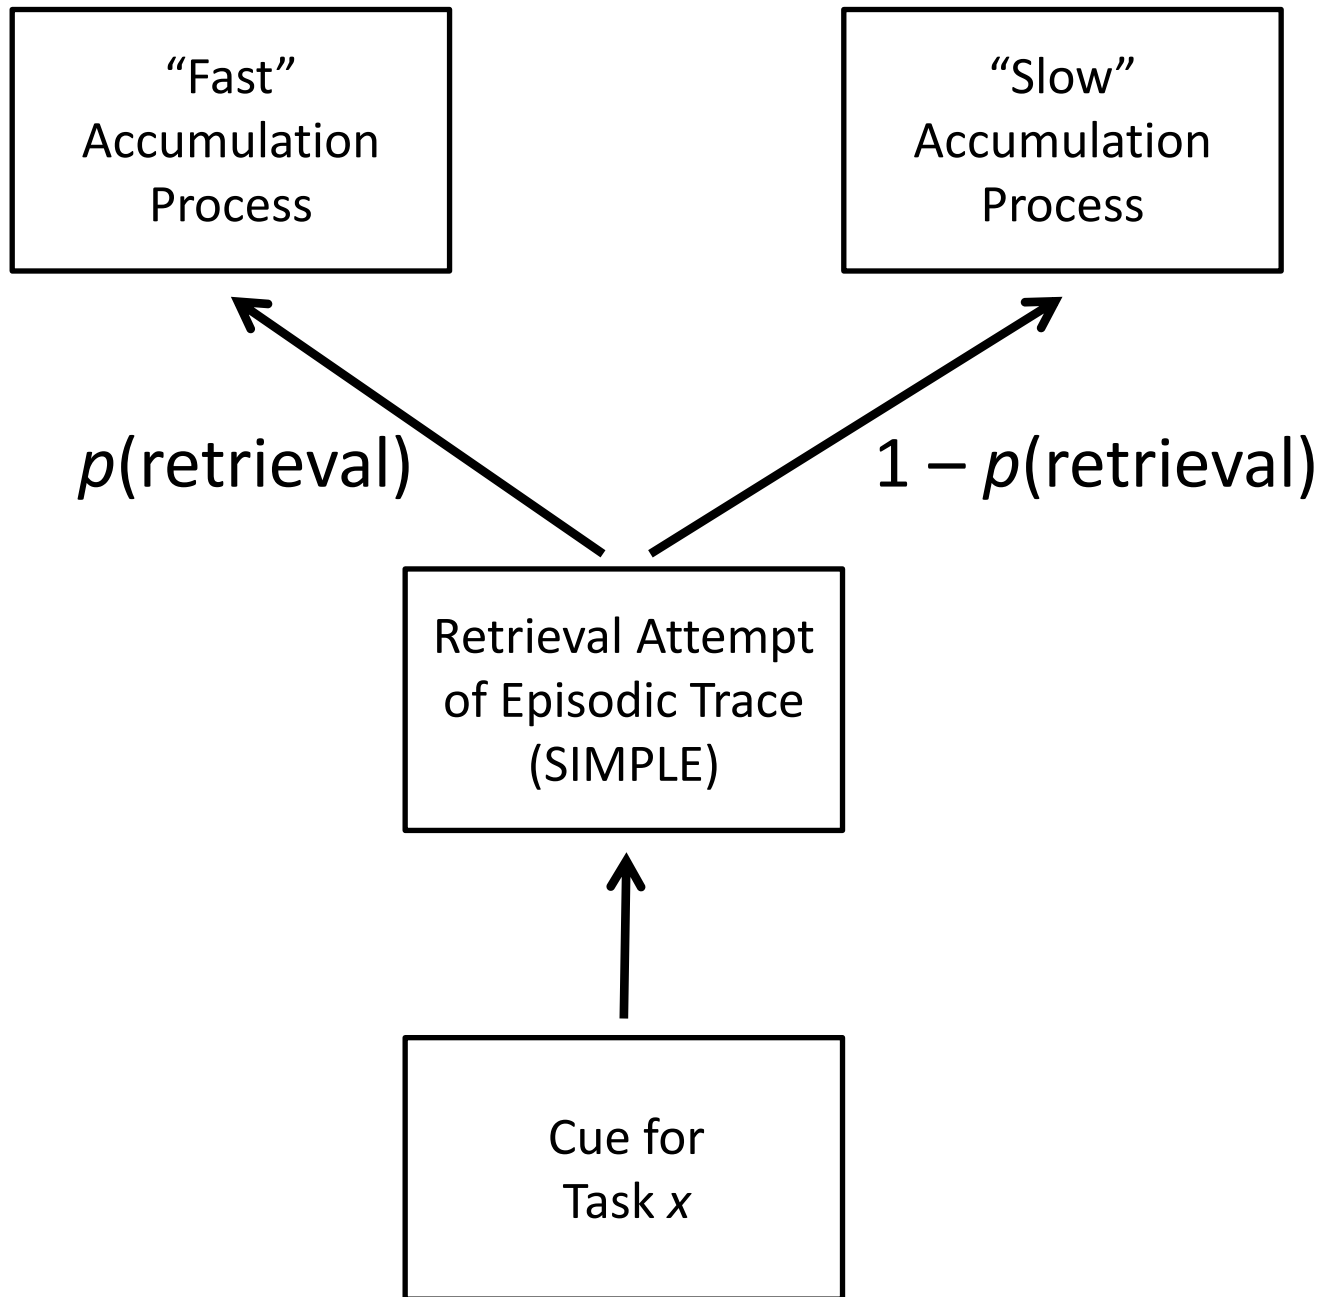 “Fast”
Accumulation
Process
“Slow”
Accumulation
Process
p(retrieval)
1 – p(retrieval)
Retrieval Attempt
of Episodic Trace
(SIMPLE)
Cue for
Task x